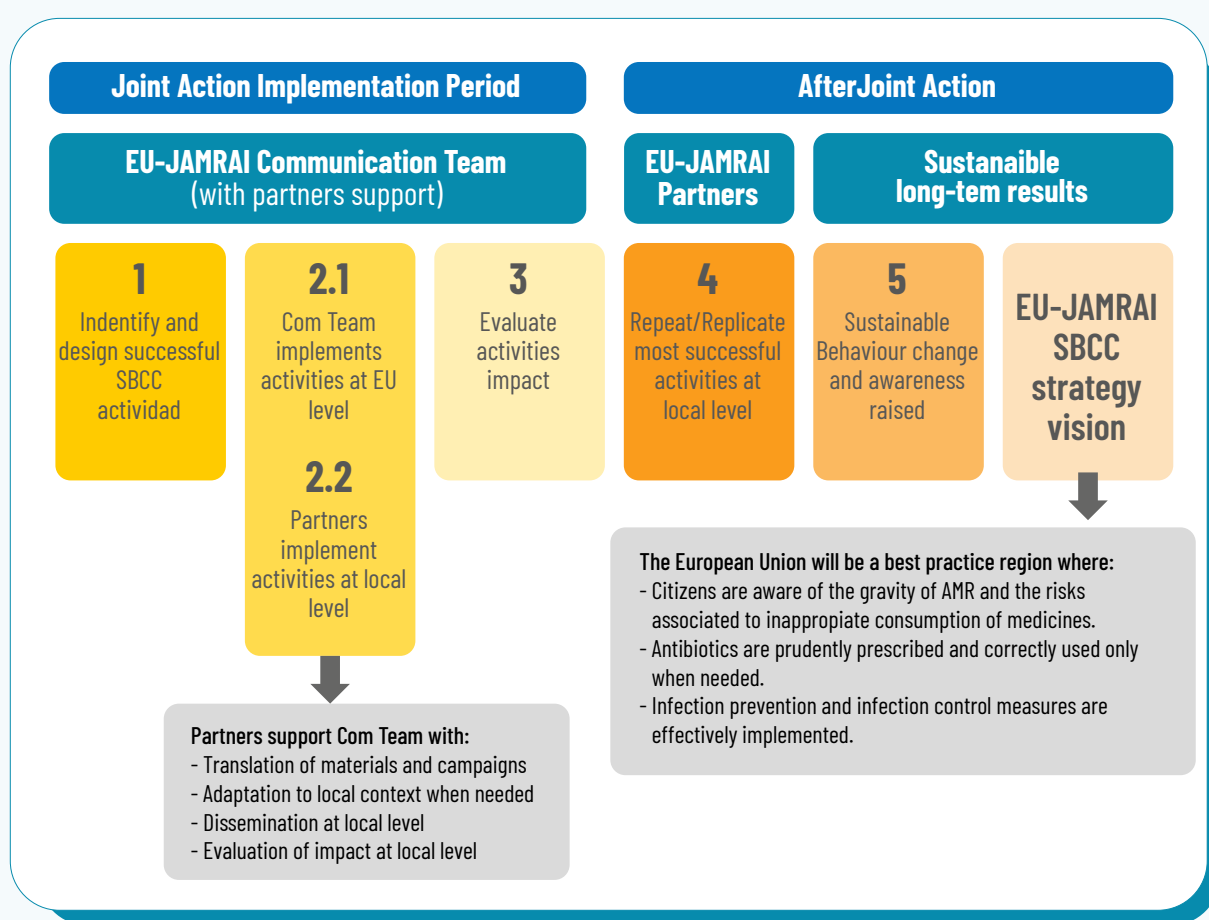 Joint Action Implementation Period
AfterJoint Action
EU-JAMRAI Communication Team
(with partners support)
EU-JAMRAI
Partners
Sustanaible
long-tem results
1
Indentify and
design successful
SBCC
actividad
2.1
Com Team
implements
activities at EU
level
2.2
Partners
implement
activities at local
level
3
Evaluate
activities
impact
4
Repeat/Replicate
most successful
activities at
local level
5
Sustainable
Behaviour change
and awareness
raised
EU-JAMRAI
SBCC
strategy
vision
Partners support Com Team with:
- Translation of materials and campaigns
- Adaptation to local context when needed
- Dissemination at local level
- Evaluation of impact at local level
The European Union will be a best practice region where:
- Citizens are aware of the gravity of AMR and the risks
associated to inappropiate consumption of medicines.
- Antibiotics are prudently prescribed and correctly used only
when needed.
- Infection prevention and infection control measures are
effectively implemented.